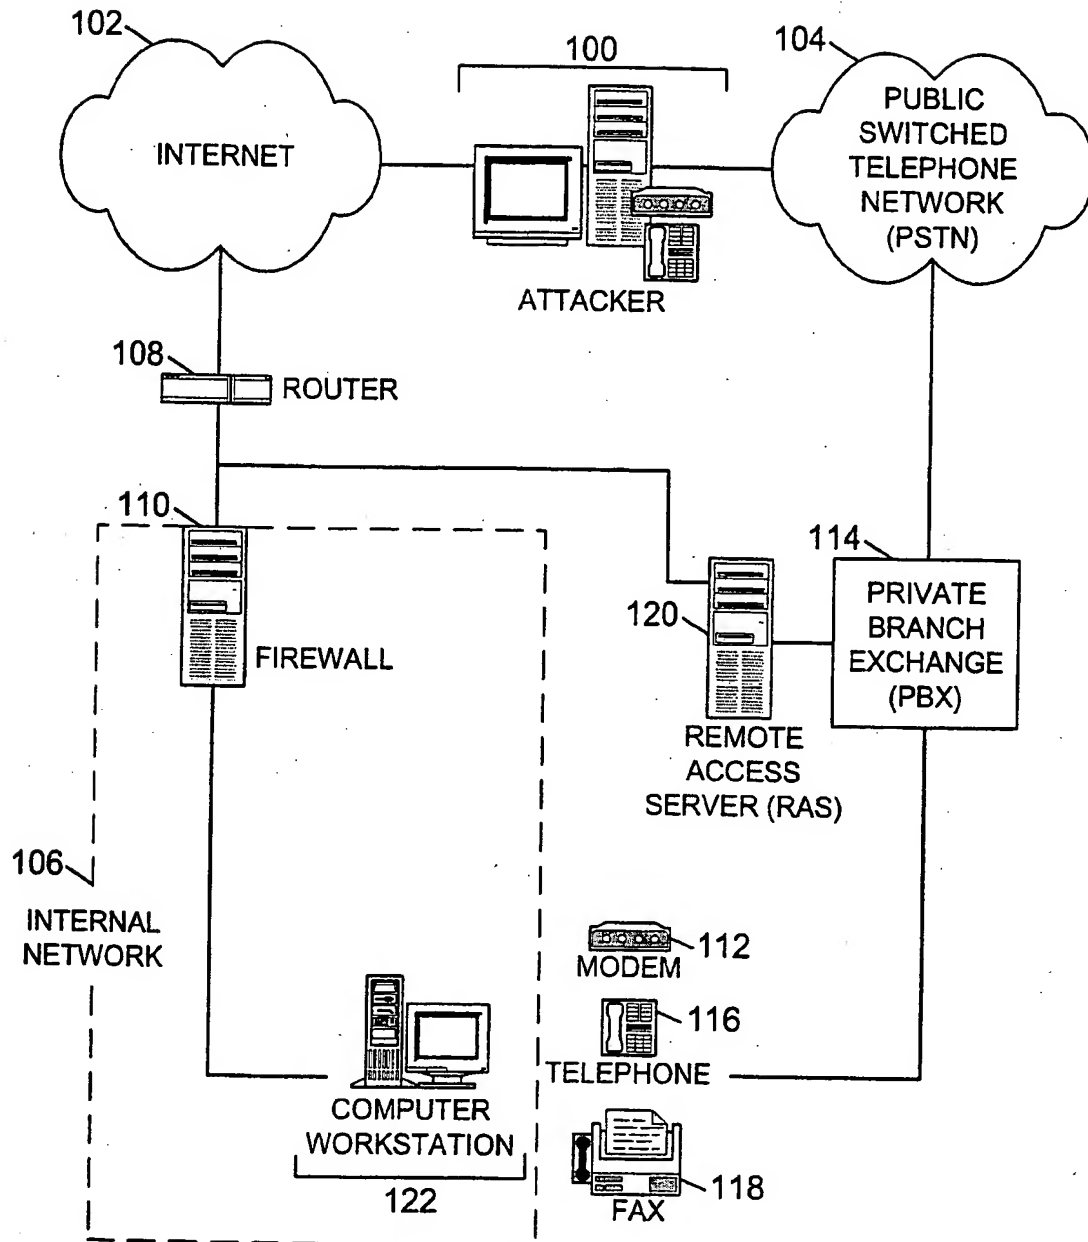 102
100
104
INTERNET
PUBLIC
SWITCHED
TELEPHONE
NETWORK
(PSTN)
ATTACKER
108
ROUTER
110
FIREWALL
114
PRIVATE
BRANCH
EXCHANGE
(PBX)
120
REMOTE
ACCESS
SERVER (RAS)
106
INTERNAL
NETWORK
112
MODEM
116
TELEPHONE
COMPUTER
WORKSTATION
122
118
FAX